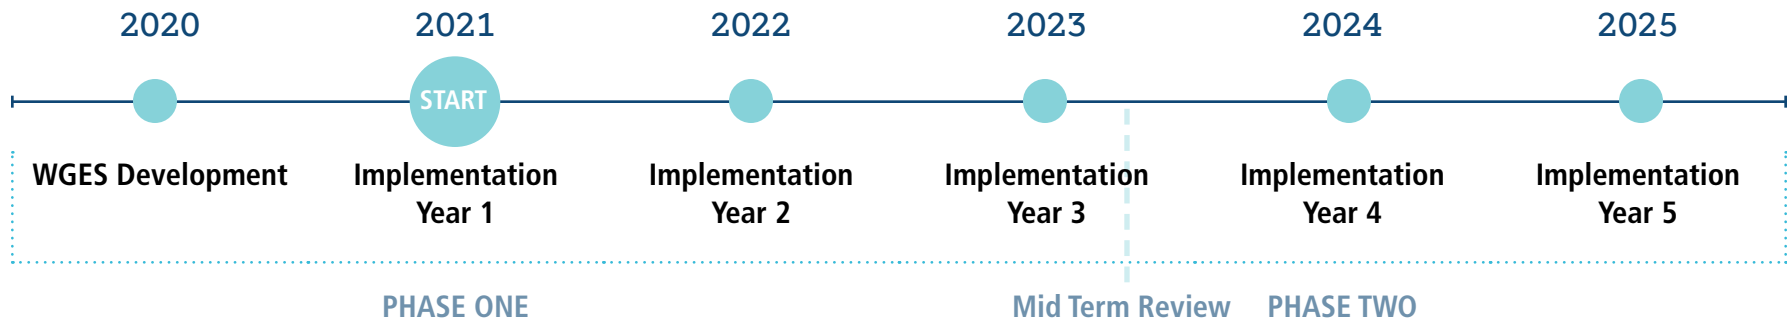 2020 2021 2022 2023 2024 2025
START
WGES Development Implementation Implementation Implementation Implementation Implementation
Year 1 Year 2 Year 3 Year 4 Year 5
PHASE ONE Mid Term Review PHASE TWO